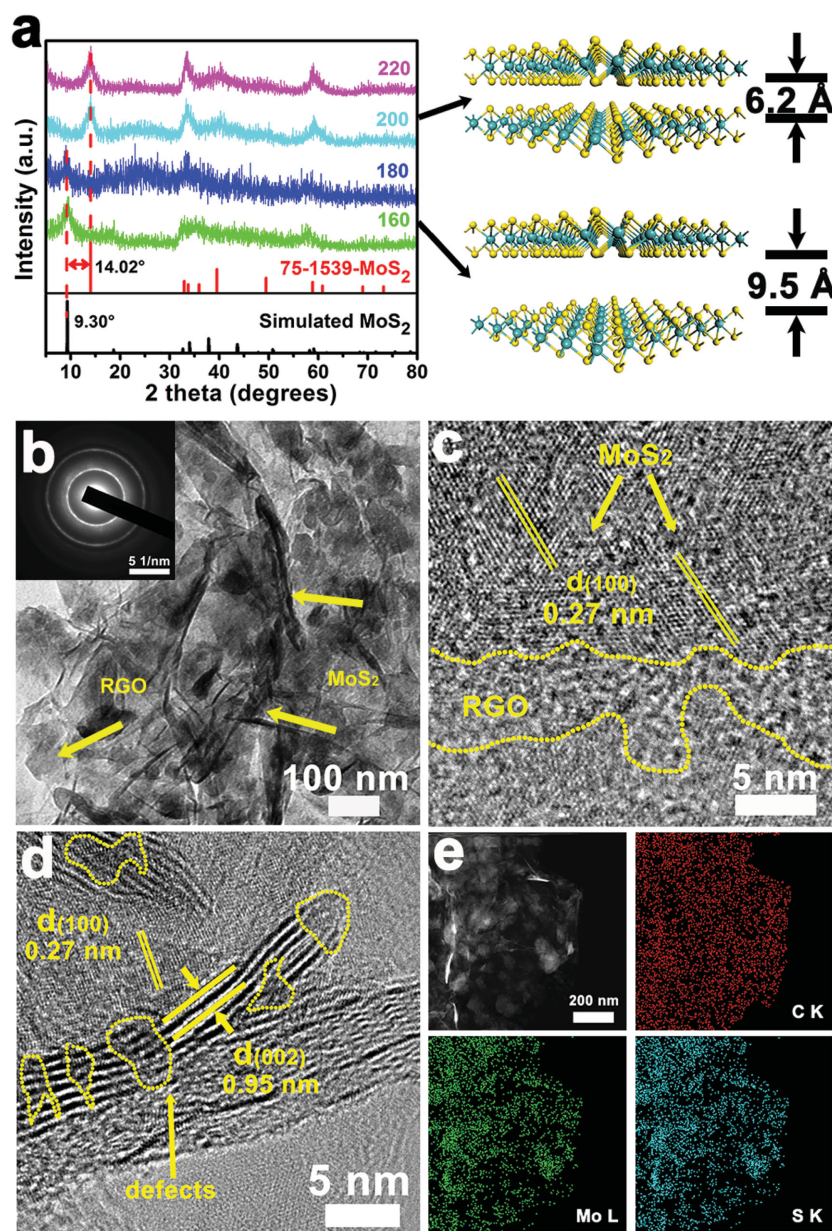 a
Intensity (a.u.)
220
200
180
160
14.02°
75-1539-MoS₂
9.30°
Simulated MoS₂
10 20 30 40 50 60 70 80
2 theta (degrees)
6.2 Å
9.5 Å
b
5 1/nm
RGO
MoS₂
100 nm
c
MoS₂
d(100)
0.27 nm
RGO
5 nm
d
d(100)
0.27 nm
d(002)
0.95 nm
defects
5 nm
e
200 nm
C K
Mo L
S K